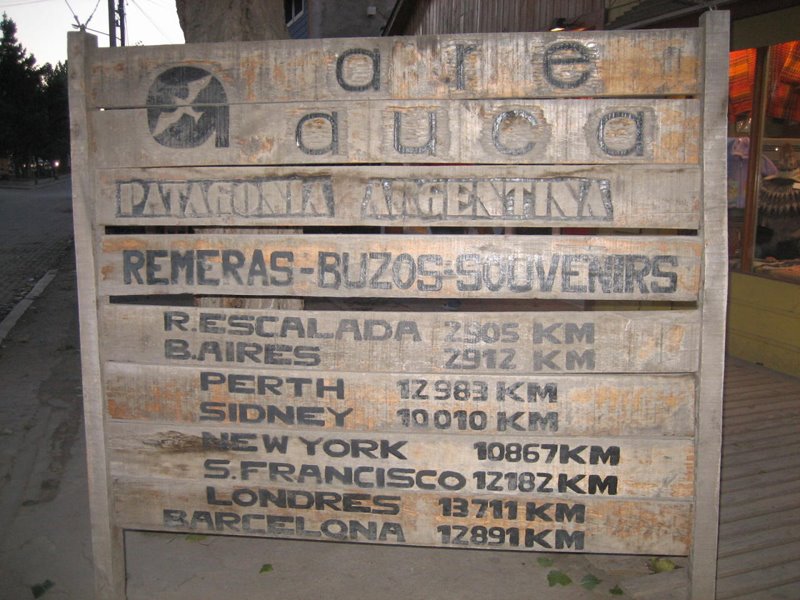 are
auca
PATAGONIA ARGENTINA
REMERAS-BUZOS-SOUVENIRS
R.ESCALADA 2905 KM
B.AIRES 2912 KM
PERTH 12983 KM
SIDNEY 10010 KM
NEW YORK 10867 KM
S.FRANCISCO 12182 KM
LONDRES 13711 KM
BARCELONA 12891 KM